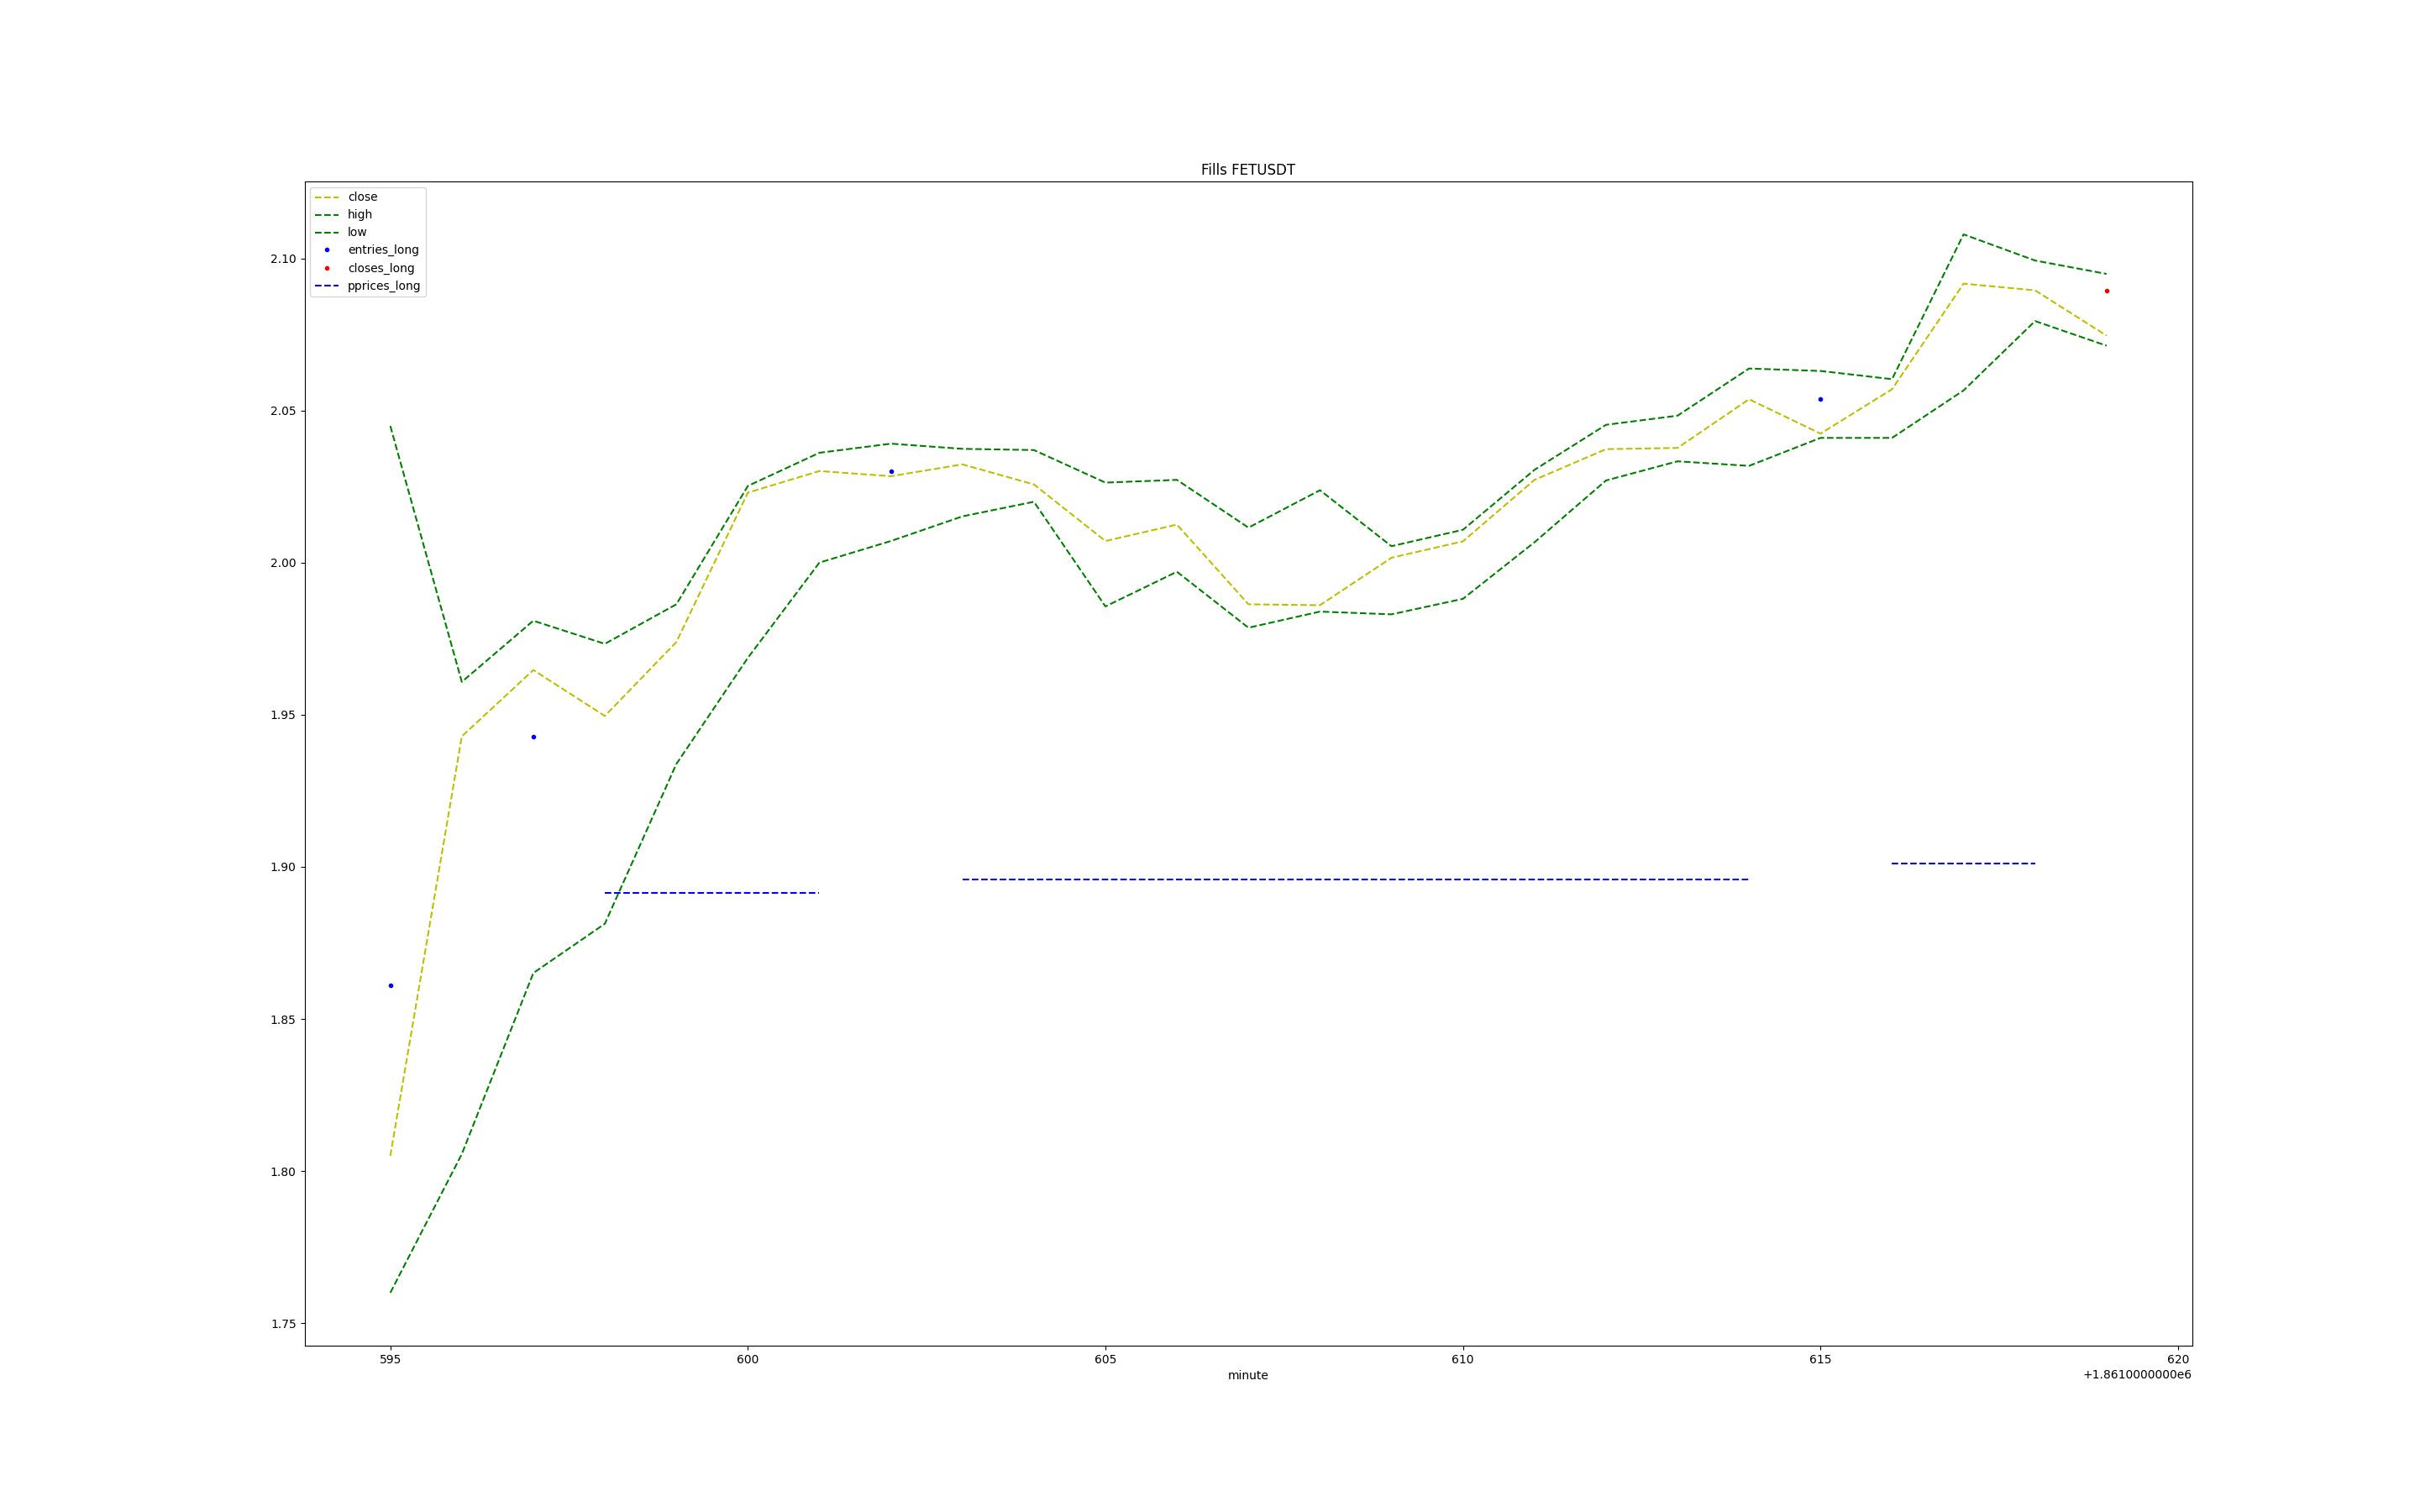 Fills FETUSDT
close
high
low
entries_long
closes_long
pprices_long
2.10
2.05
2.00
1.95
1.90
1.85
1.80
1.75
595
600
605
610
615
620
minute
+1.8610000000e6